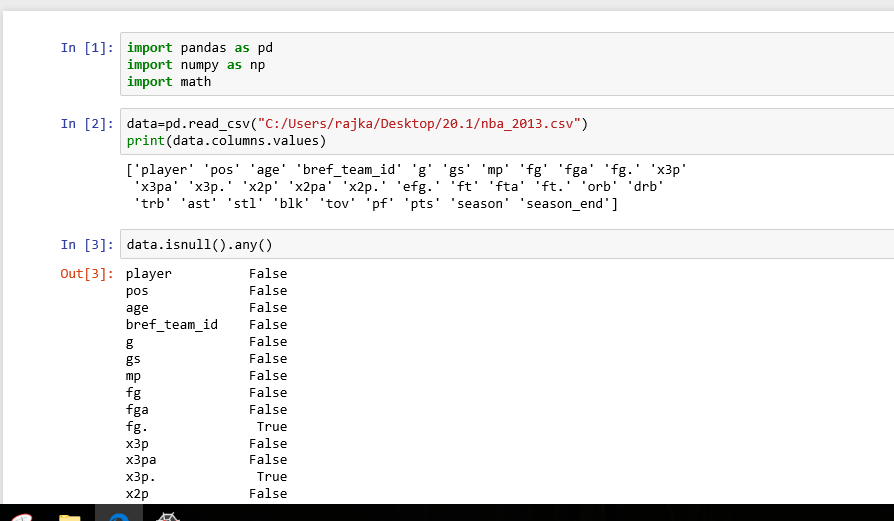 In [1]: import pandas as pd
import numpy as np
import math
In [2]: data=pd.read_csv("C:/Users/rajka/Desktop/20.1/nba_2013.csv")
print(data.columns.values)
['player' 'pos' 'age' 'bref_team_id' 'g' 'gs' 'mp' 'fg' 'fga' 'fg.' 'x3p'
'x3pa' 'x3p.' 'x2p' 'x2pa' 'x2p.' 'efg.' 'ft' 'fta' 'ft.' 'orb' 'drb'
'trb' 'ast' 'stl' 'blk' 'tov' 'pf' 'pts' 'season' 'season_end']
In [3]: data.isnull().any()
Out[3]: player False
pos False
age False
bref_team_id False
g False
gs False
mp False
fg False
fga False
fg. True
x3p False
x3pa False
x3p. True
x2p False